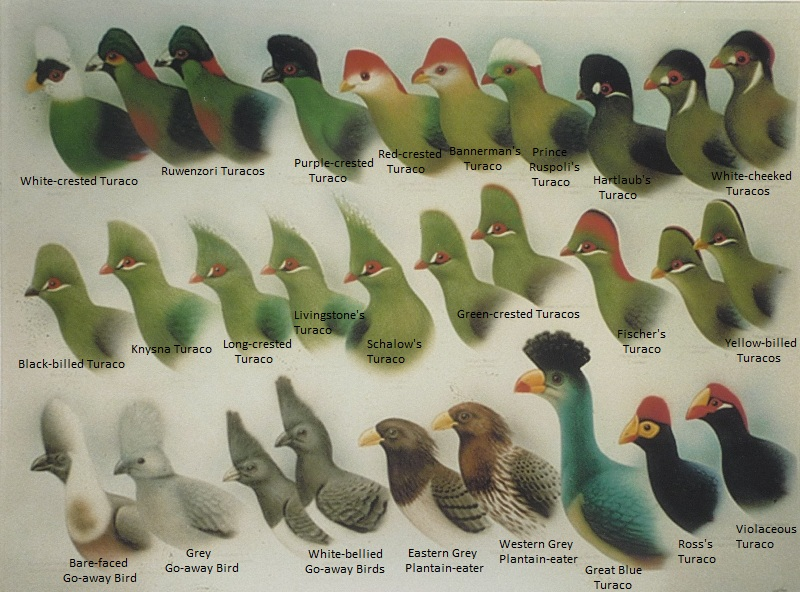 White-crested Turaco
Ruwenzori Turacos
Purple-crested
Turaco
Red-crested
Turaco
Bannerman's
Turaco
Prince
Ruspoli's
Turaco
Hartlaub's
Turaco
White-cheeked
Turacos
Black-billed Turaco
Knysna Turaco
Long-crested
Turaco
Livingstone's
Turaco
Schalow's
Turaco
Green-crested Turacos
Fischer's
Turaco
Yellow-billed
Turacos
Bare-faced
Go-away Bird
Grey
Go-away Bird
White-bellied
Go-away Birds
Eastern Grey
Plantain-eater
Western Grey
Plantain-eater
Great Blue
Turaco
Ross's
Turaco
Violaceous
Turaco